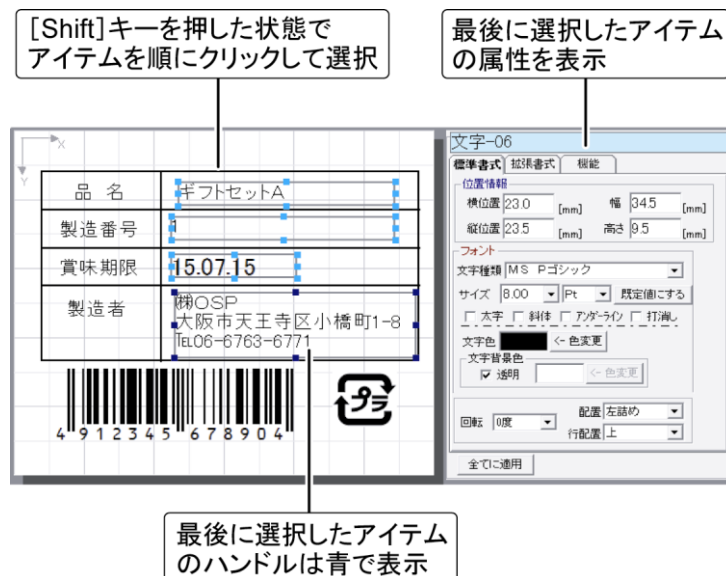 [Shift]キーを押した状態で
アイテムを順にクリックして選択
最後に選択したアイテム
の属性を表示
X
Y
品 名
ギフトセットA
製造番号
1
賞味期限
15.07.15
製造者
㈱OSP
大阪市天王寺区小橋町1-8
℡06-6763-6771
4 912345 678904
プラ
文字-06
標準書式 拡張書式 機能
位置情報
横位置 23.0 [mm] 幅 34.5 [mm]
縦位置 23.5 [mm] 高さ 9.5 [mm]
フォント
文字種類 MS Pゴシック
サイズ 8.00 Pt 既定値にする
太字 斜体 アンダーライン 打消し
文字色 <- 色変更
文字背景色
透明 <- 色変更
回転 0度 配置 左詰め
行配置 上
全てに適用
最後に選択したアイテム
のハンドルは青で表示